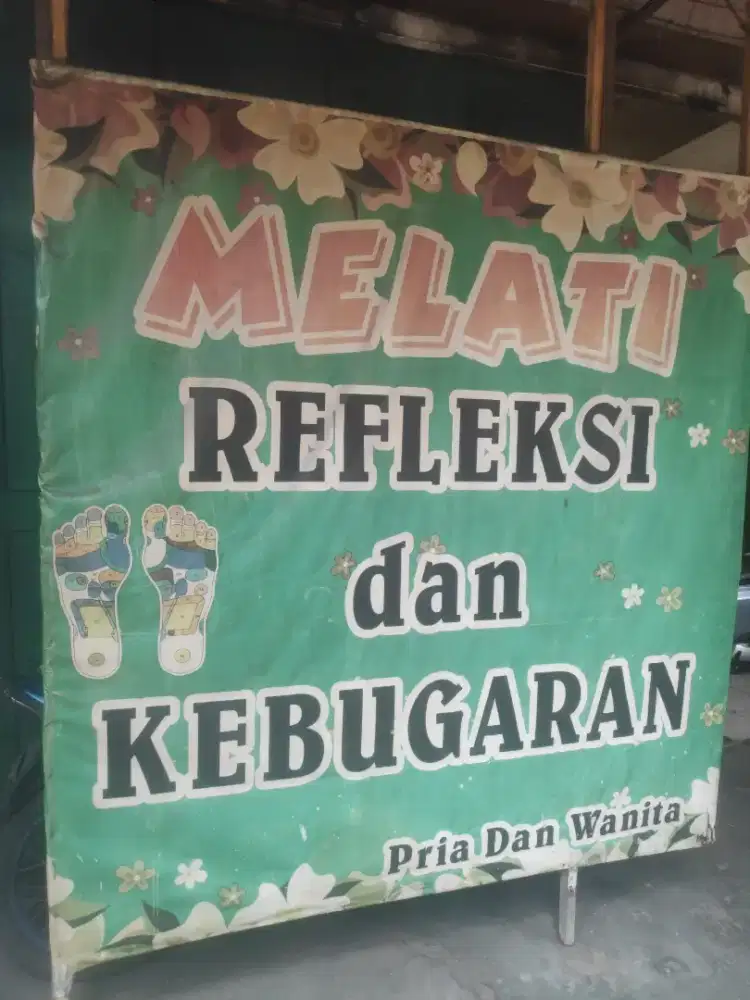 MELATI
REFLEKSI
dan
KEBUGARAN
Pria Dan Wanita